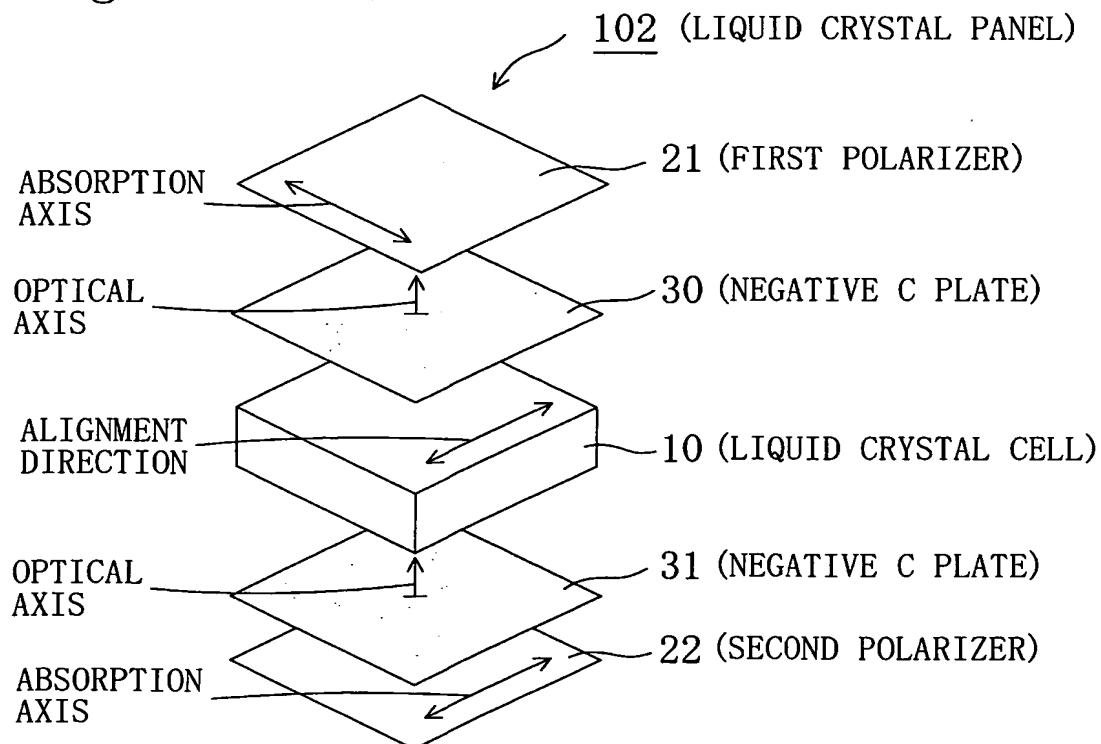 102 (LIQUID CRYSTAL PANEL)
21 (FIRST POLARIZER)
ABSORPTION
AXIS
OPTICAL
AXIS
30 (NEGATIVE C PLATE)
ALIGNMENT
DIRECTION
10 (LIQUID CRYSTAL CELL)
OPTICAL
AXIS
31 (NEGATIVE C PLATE)
22 (SECOND POLARIZER)
ABSORPTION
AXIS